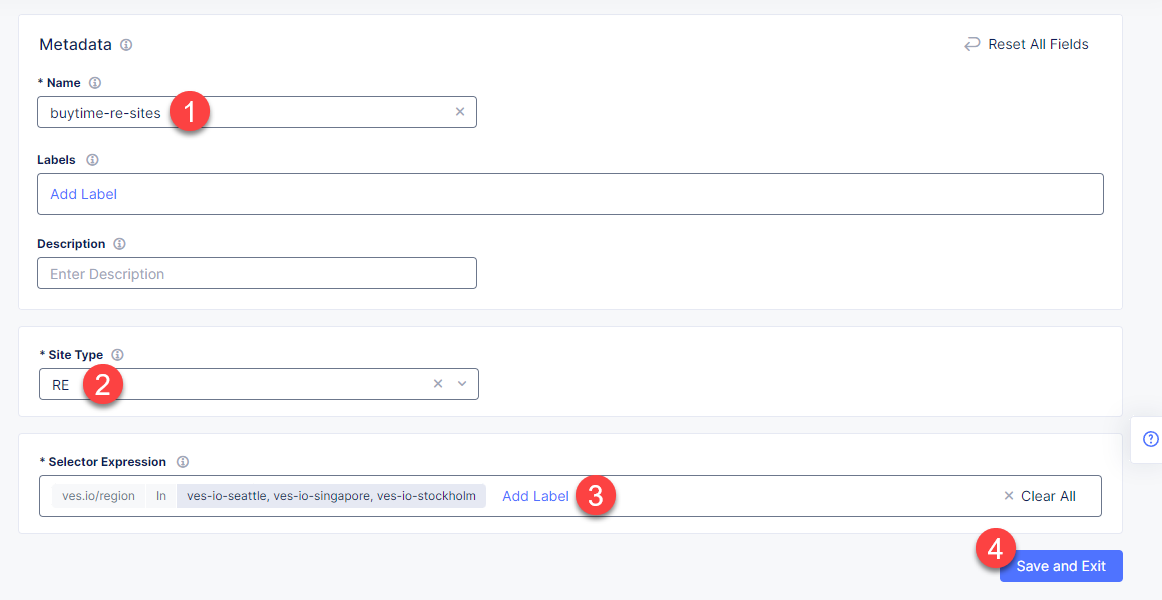 Metadata
Reset All Fields
* Name
buytime-re-sites
1
Labels
Add Label
Description
Enter Description
* Site Type
RE
2
* Selector Expression
ves.io/region In ves-io-seattle, ves-io-singapore, ves-io-stockholm Add Label 3 Clear All
4
Save and Exit